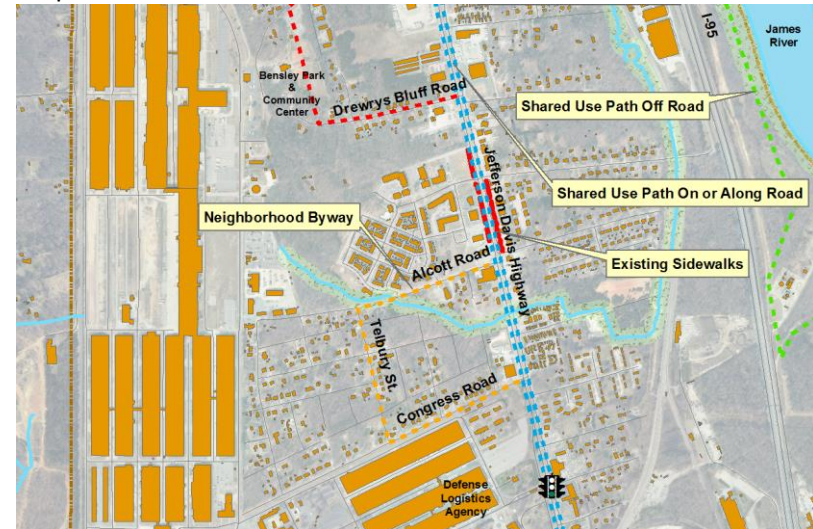 I-95
James
River
Bensley Park
&
Community
Center
Drewrys Bluff Road
Shared Use Path Off Road
Jefferson Davis Highway
Shared Use Path On or Along Road
Neighborhood Byway
Alcott Road
Existing Sidewalks
Telbury St.
Congress Road
Defense
Logistics
Agency